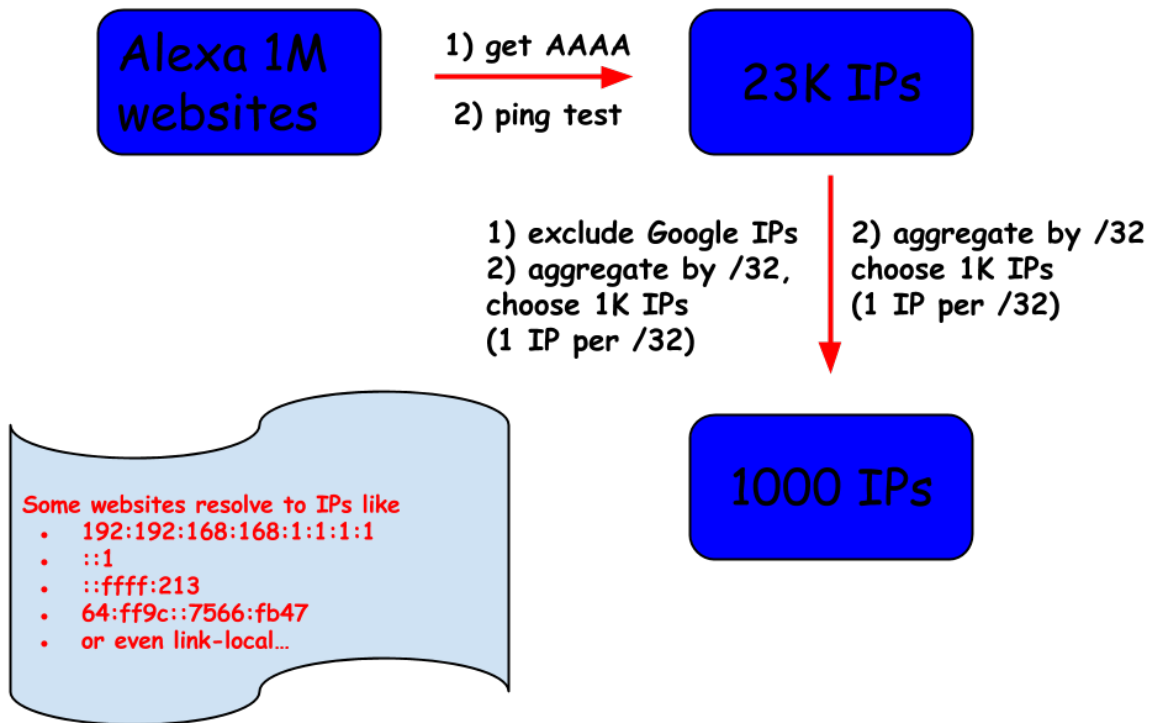 Alexa 1M
websites
1) get AAAA
2) ping test
23K IPs
1) exclude Google IPs
2) aggregate by /32,
choose 1K IPs
(1 IP per /32)
2) aggregate by /32
choose 1K IPs
(1 IP per /32)
1000 IPs
Some websites resolve to IPs like
• 192:192:168:168:1:1:1:1
• ::1
• ::ffff:213
• 64:ff9c::7566:fb47
• or even link-local…